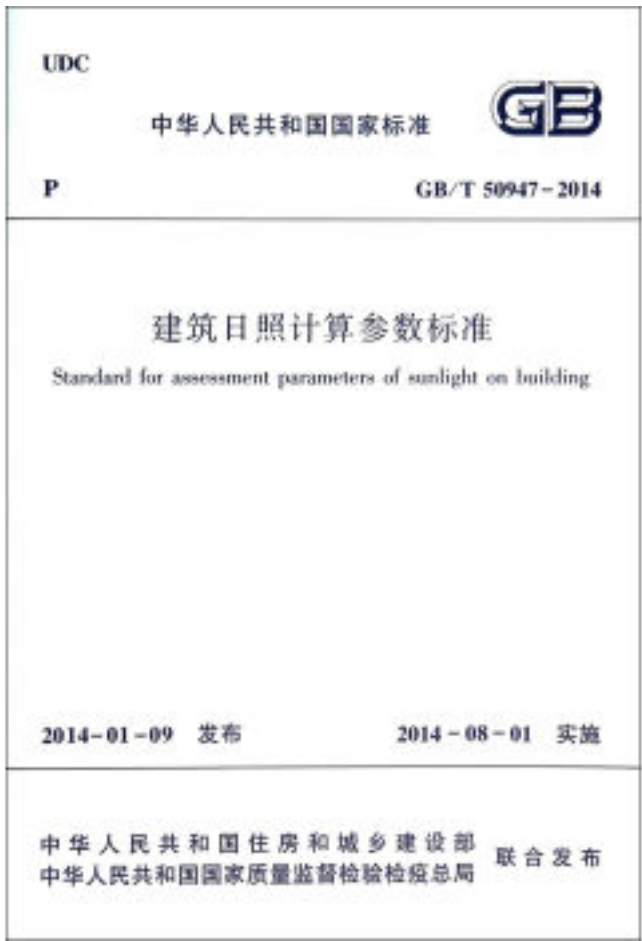 UDC
GB
中华人民共和国国家标准
P
GB/T 50947-2014
建筑日照计算参数标准
Standard for assessment parameters of sunlight on building
2014-01-09 发布
2014-08-01 实施
中华人民共和国住房和城乡建设部
中华人民共和国国家质量监督检验检疫总局
联合发布